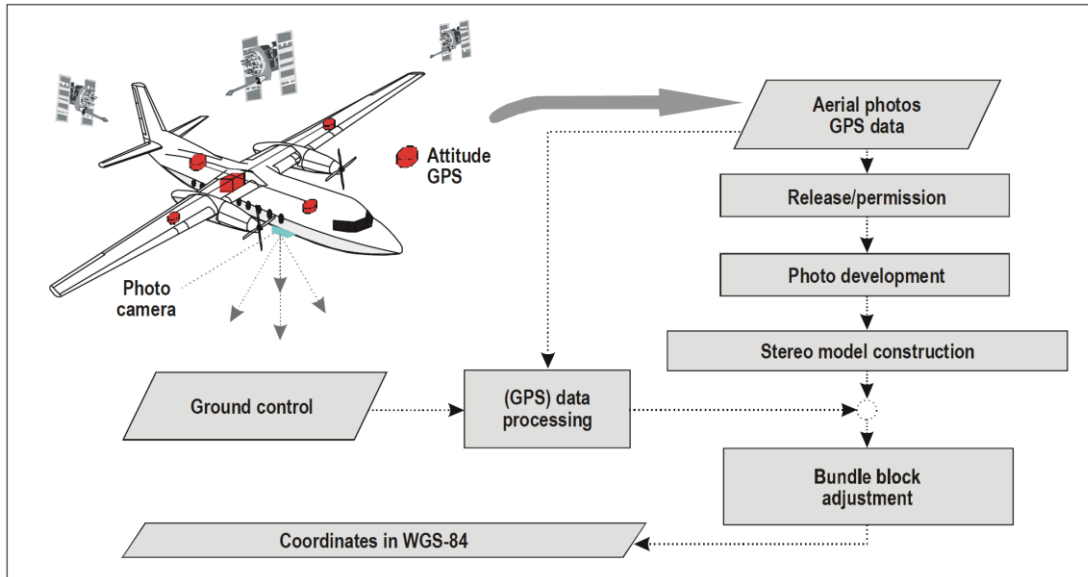 Attitude
GPS
Photo
camera
Aerial photos
GPS data
Release/permission
Photo development
Stereo model construction
Ground control
(GPS) data
processing
Bundle block
adjustment
Coordinates in WGS-84